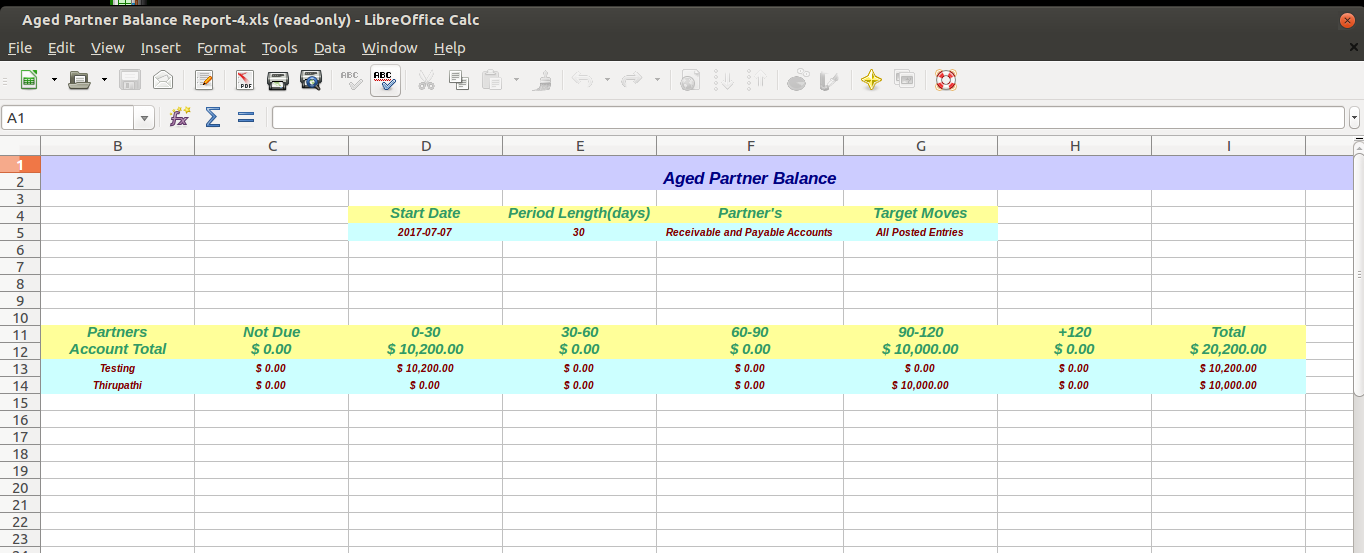 Aged Partner Balance Report-4.xls (read-only) - LibreOffice Calc
File Edit View Insert Format Tools Data Window Help
PDF ABC ABC
A1 fx Σ =
B C D E F G H I
1
2 Aged Partner Balance
3
4 Start Date Period Length(days) Partner's Target Moves
5 2017-07-07 30 Receivable and Payable Accounts All Posted Entries
6
7
8
9
10
11 Partners Not Due 0-30 30-60 60-90 90-120 +120 Total
12 Account Total $ 0.00 $ 10,200.00 $ 0.00 $ 0.00 $ 10,000.00 $ 0.00 $ 20,200.00
13 Testing $ 0.00 $ 10,200.00 $ 0.00 $ 0.00 $ 0.00 $ 0.00 $ 10,200.00
14 Thirupathi $ 0.00 $ 0.00 $ 0.00 $ 0.00 $ 10,000.00 $ 0.00 $ 10,000.00
15
16
17
18
19
20
21
22
23